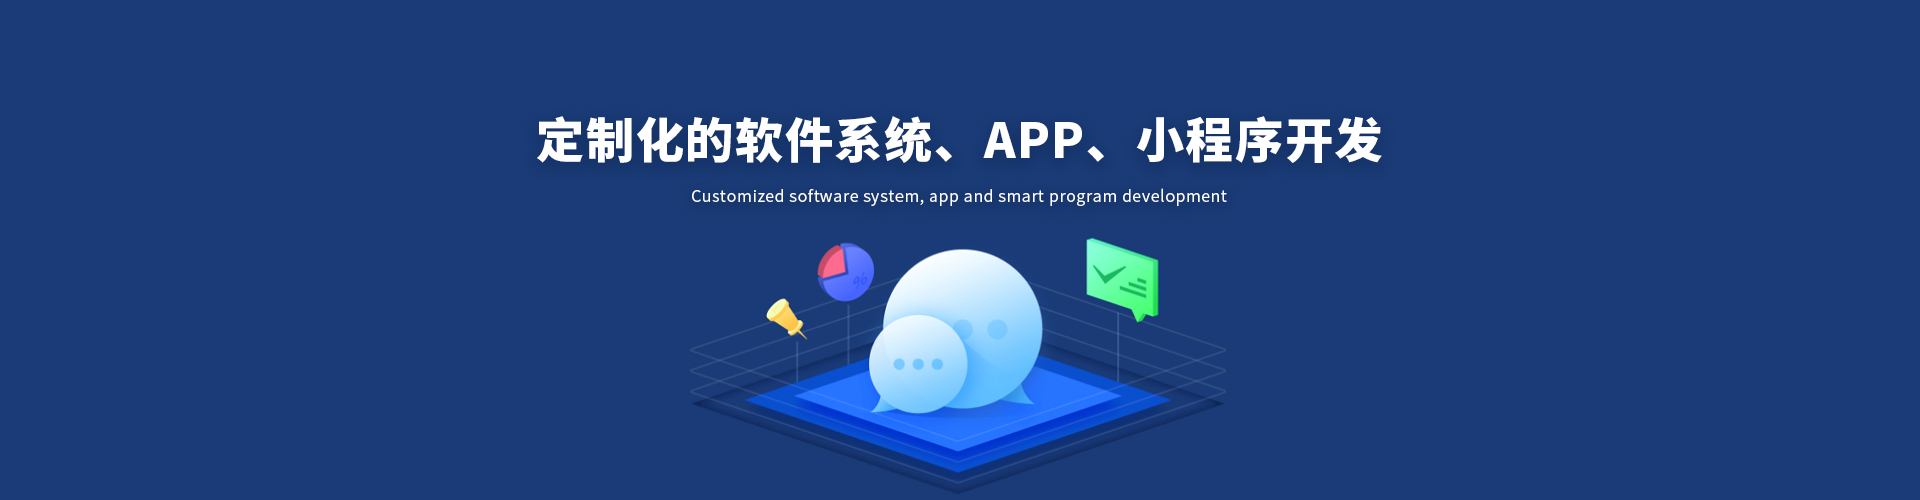 定制化的软件系统、APP、小程序开发
Customized software system, app and smart program development